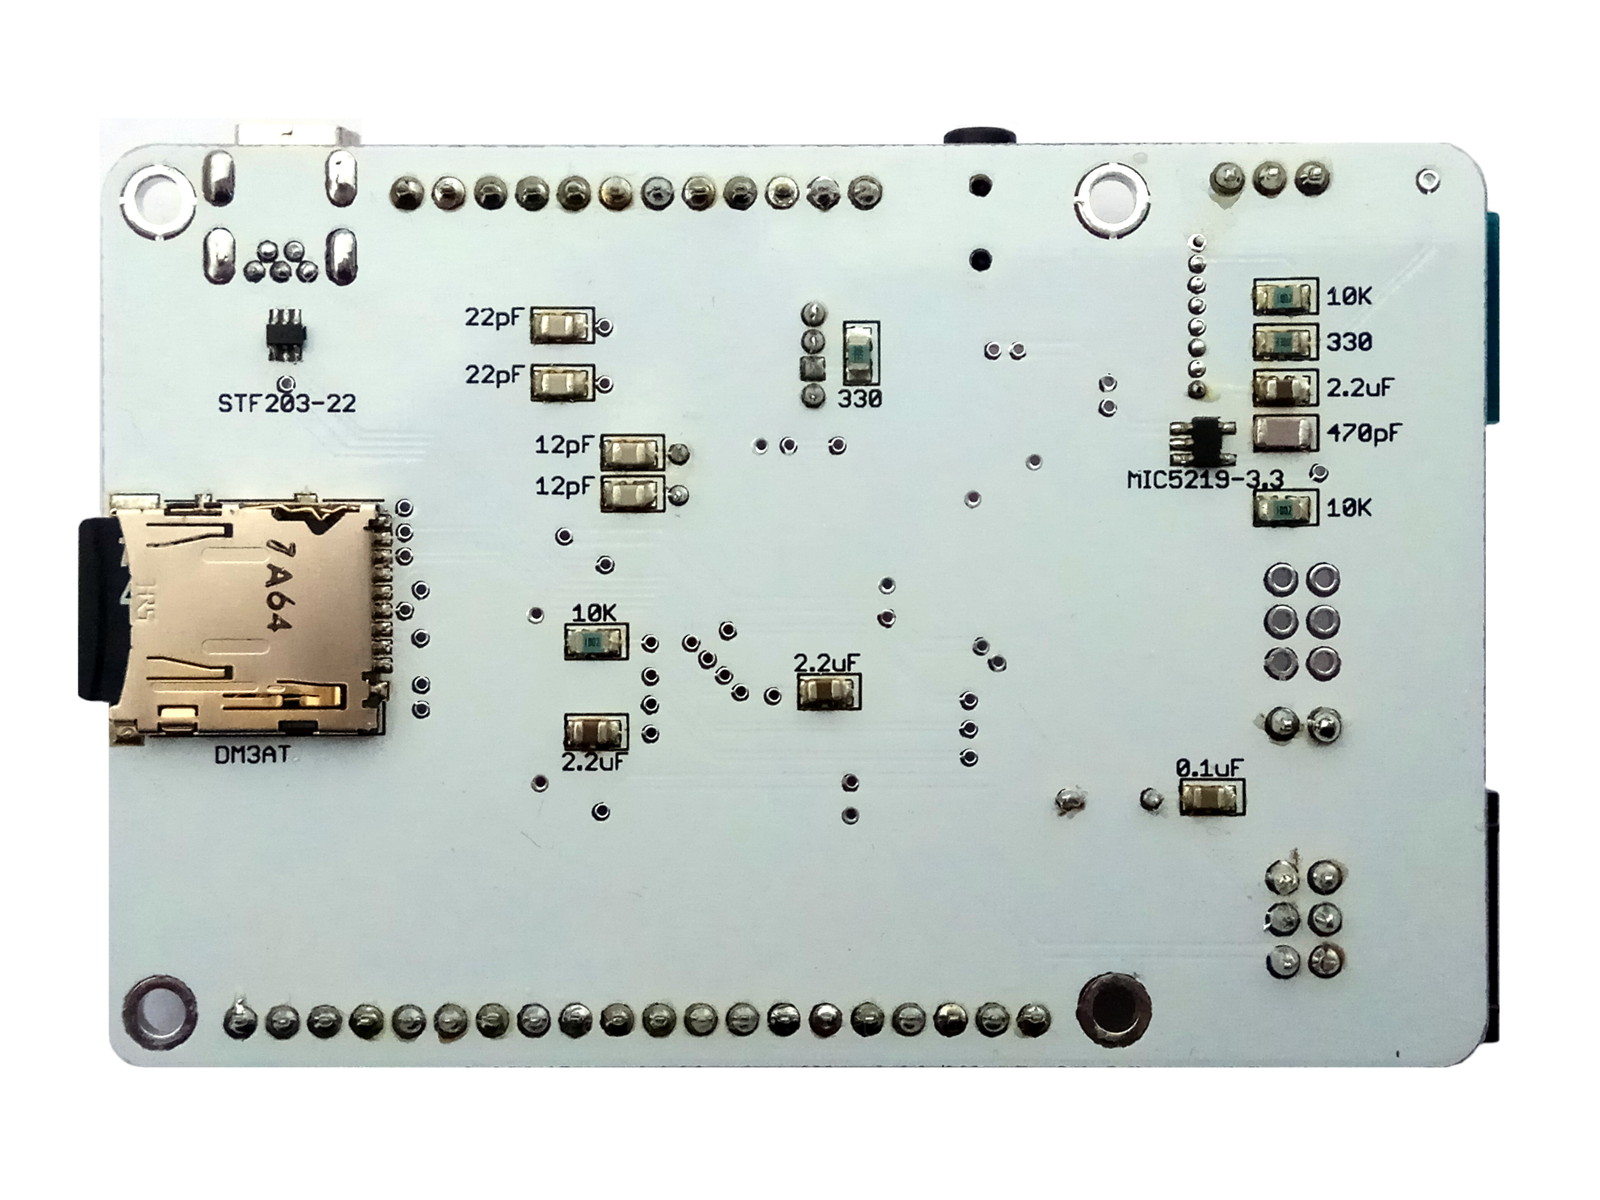 10K
22pF
330
22pF
2.2uF
330
STF203-22
470pF
12pF
MIC5219-3.3
12pF
10K
7A64
HRS
10K
2.2uF
DM3AT
2.2uF
0.1uF